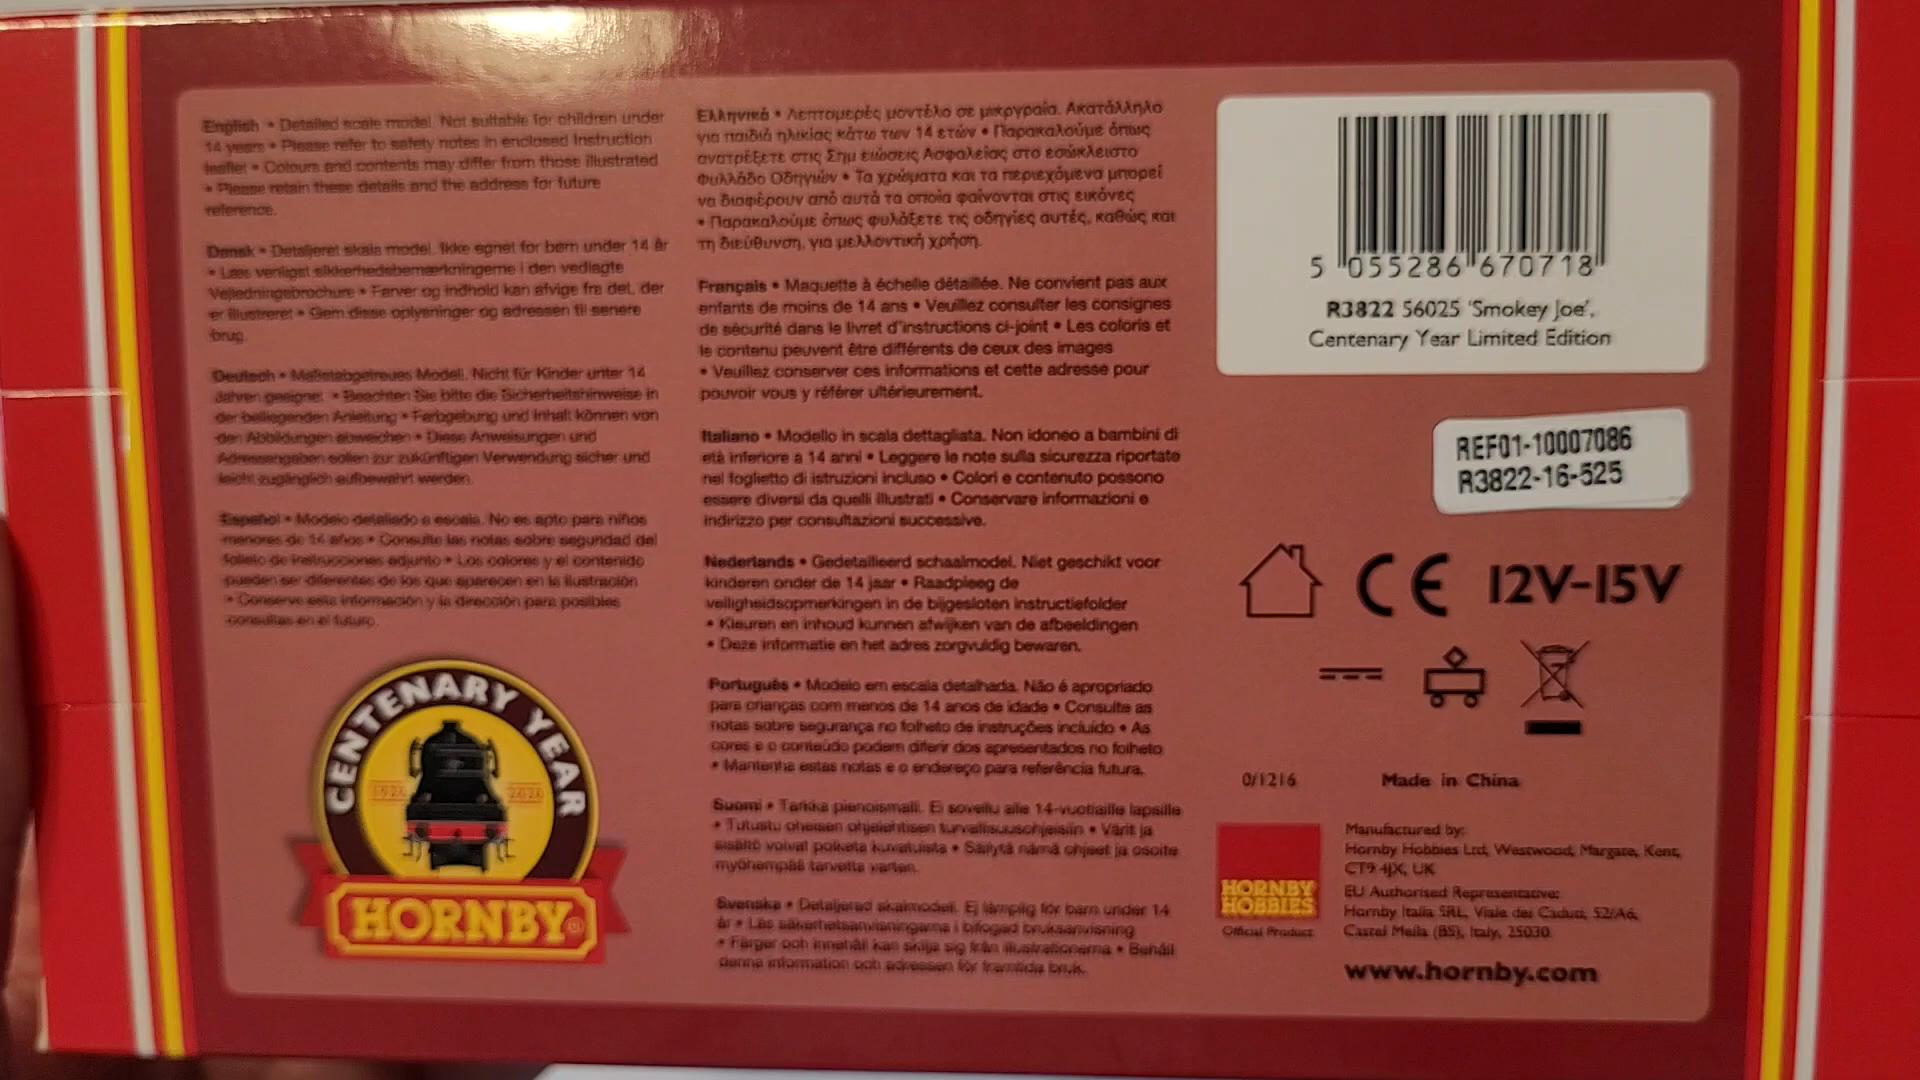 English • Detailed scale model. Not suitable for children under
14 years • Please refer to safety notes in enclosed Instruction
leaflet • Colours and contents may differ from those illustrated
• Please retain these details and the address for future
reference.
Dansk • Detaljeret skala model. Ikke egnet for børn under 14 år
• Læs venligst sikkerhedsbemærkningerne i den vedlagte
Vejledningsbrochure • Farver og indhold kan afvige fra det, der
er illustreret • Gem disse oplysninger og adressen til senere
brug.
Deutsch • Maßstabgetreues Modell. Nicht für Kinder unter 14
Jahren geeignet • Beachten Sie bitte die Sicherheitshinweise in
der beiliegenden Anleitung • Farbgebung und Inhalt können von
den Abbildungen abweichen • Diese Anweisungen und
Adressangaben sollen zur zukünftigen Verwendung sicher und
leicht zugänglich aufbewahrt werden.
Español • Modelo detallado a escala. No es apto para niños
menores de 14 años • Consulte las notas sobre seguridad del
folleto de instrucciones adjunto • Los colores y el contenido
pueden ser diferentes de los que aparecen en la ilustración
• Conserve esta información y la dirección para posibles
consultas en el futuro.
CENTENARY YEAR
1920 2020
HORNBY®
Ελληνικά • Λεπτομερές μοντέλο σε μικργραία. Ακατάλληλο
για παιδιά ηλικίας κάτω των 14 ετών • Παρακαλούμε όπως
ανατρέξετε στις Σημ ειώσεις Ασφαλείας στο εσώκλειστο
Φυλλάδο Οδηγιών • Τα χρώματα και τα περιεχόμενα μπορεί
να διαφέρουν από αυτά τα οποία φαίνονται στις εικόνες
• Παρακαλούμε όπως φυλάξετε τις οδηγίες αυτές, καθώς και
τη διεύθυνση, για μελλοντική χρήση.
Français • Maquette à échelle détaillée. Ne convient pas aux
enfants de moins de 14 ans • Veuillez consulter les consignes
de sécurité dans le livret d'instructions ci-joint • Les coloris et
le contenu peuvent être différents de ceux des images
• Veuillez conserver ces informations et cette adresse pour
pouvoir vous y référer ultérieurement.
Italiano • Modello in scala dettagliata. Non idoneo a bambini di
età inferiore a 14 anni • Leggere le note sulla sicurezza riportate
nel foglietto di istruzioni incluso • Colori e contenuto possono
essere diversi da quelli illustrati • Conservare informazioni e
indirizzo per consultazioni successive.
Nederlands • Gedetailleerd schaalmodel. Niet geschikt voor
kinderen onder de 14 jaar • Raadpleeg de
veiligheidsopmerkingen in de bijgesloten instructiefolder
• Kleuren en inhoud kunnen afwijken van de afbeeldingen
• Deze informatie en het adres zorgvuldig bewaren.
Português • Modelo em escala detalhada. Não é apropriado
para crianças com menos de 14 anos de idade • Consulte as
notas sobre segurança no folheto de instruções incluído • As
cores e o conteúdo podem diferir dos apresentados no folheto
• Mantenha estas notas e o endereço para referência futura.
Suomi • Tarkka pienoismalli. Ei sovellu alle 14-vuotiaille lapsille
• Tutustu oheisen ohjelehtisen turvallisuusohjeisiin • Värit ja
sisältö voivat poiketa kuvatuista • Säilytä nämä ohjeet ja osoite
myöhempää tarvetta varten.
Svenska • Detaljerad skalmodell. Ej lämplig för barn under 14
år • Läs säkerhetsanvisningarna i bifogad bruksanvisning
• Färger och innehåll kan skilja sig från illustrationerna • Behåll
denna information och adressen för framtida bruk.
5 055286 670718
R3822 56025 'Smokey Joe',
Centenary Year Limited Edition
REF01-10007086
R3822-16-525
CE 12V-15V
0/1216 Made in China
HORNBY
HOBBIES
Official Product
Manufactured by:
Hornby Hobbies Ltd, Westwood, Margate, Kent,
CT9 4JX, UK
EU Authorised Representative:
Hornby Italia SRL, Viale dei Caduti, 52/A6,
Castel Mella (BS), Italy, 25030
www.hornby.com